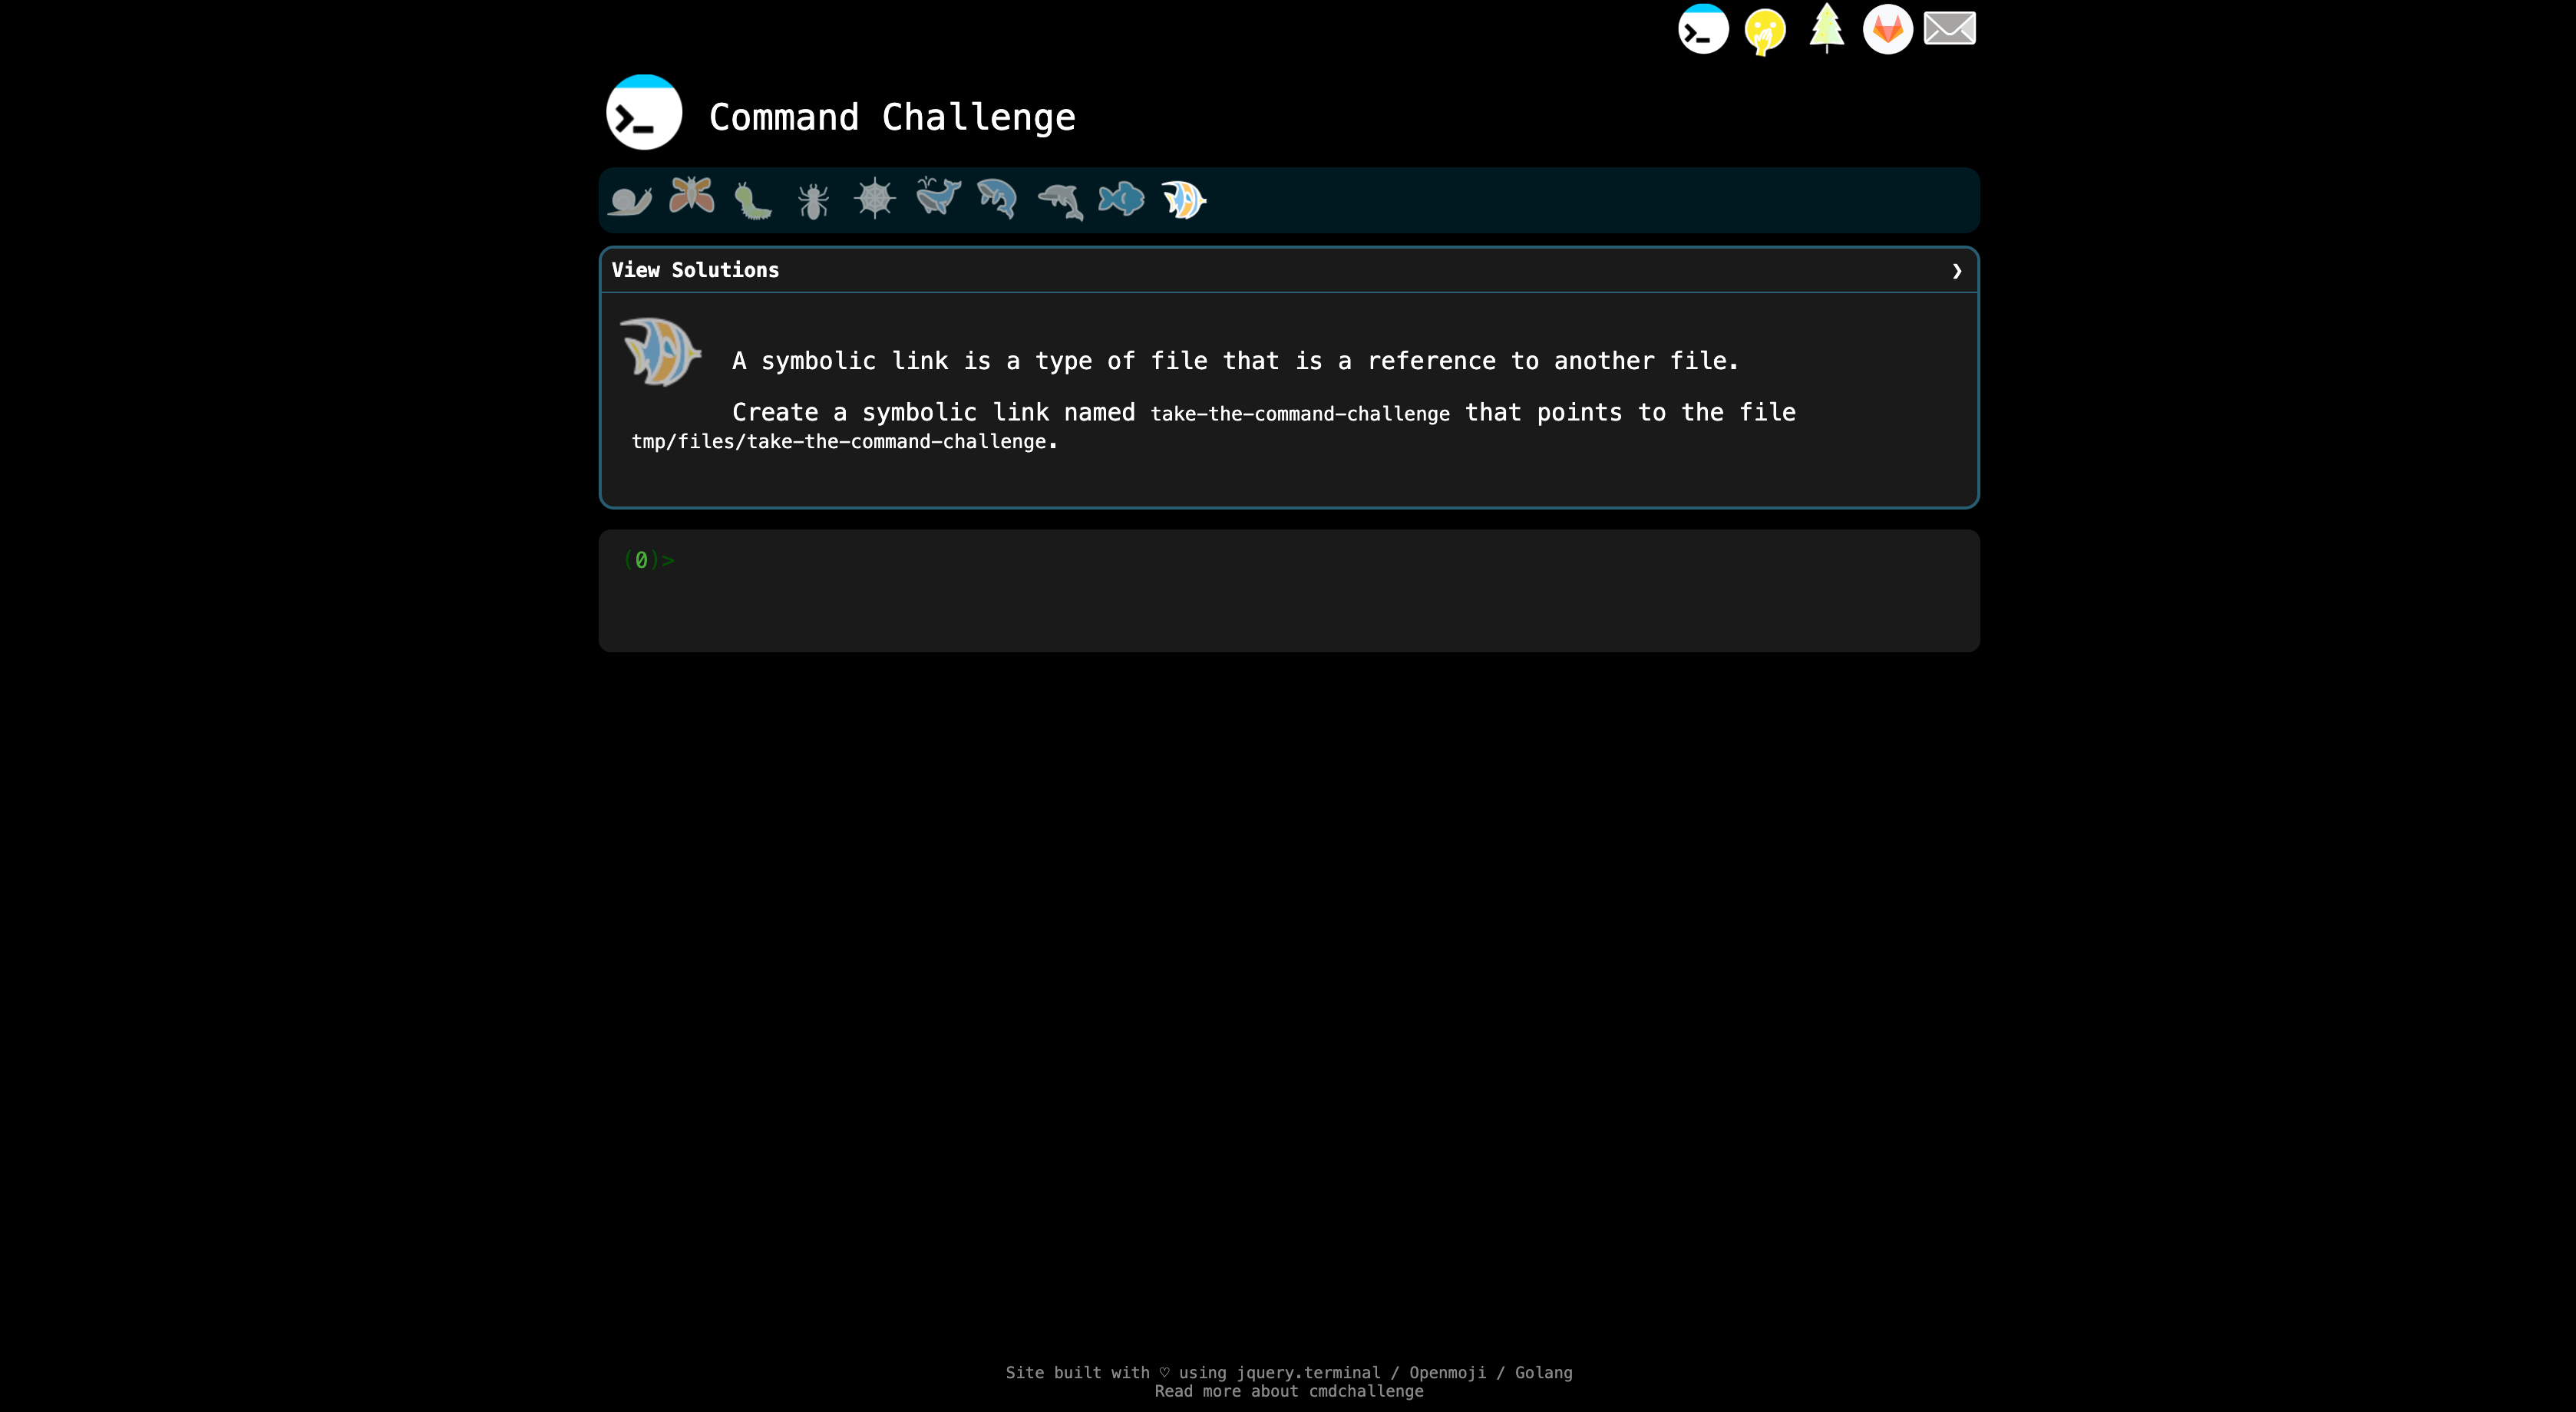 Command Challenge
View Solutions ❯
A symbolic link is a type of file that is a reference to another file.
Create a symbolic link named take-the-command-challenge that points to the file
tmp/files/take-the-command-challenge.
(0)>
Site built with ♡ using jquery.terminal / Openmoji / Golang
Read more about cmdchallenge